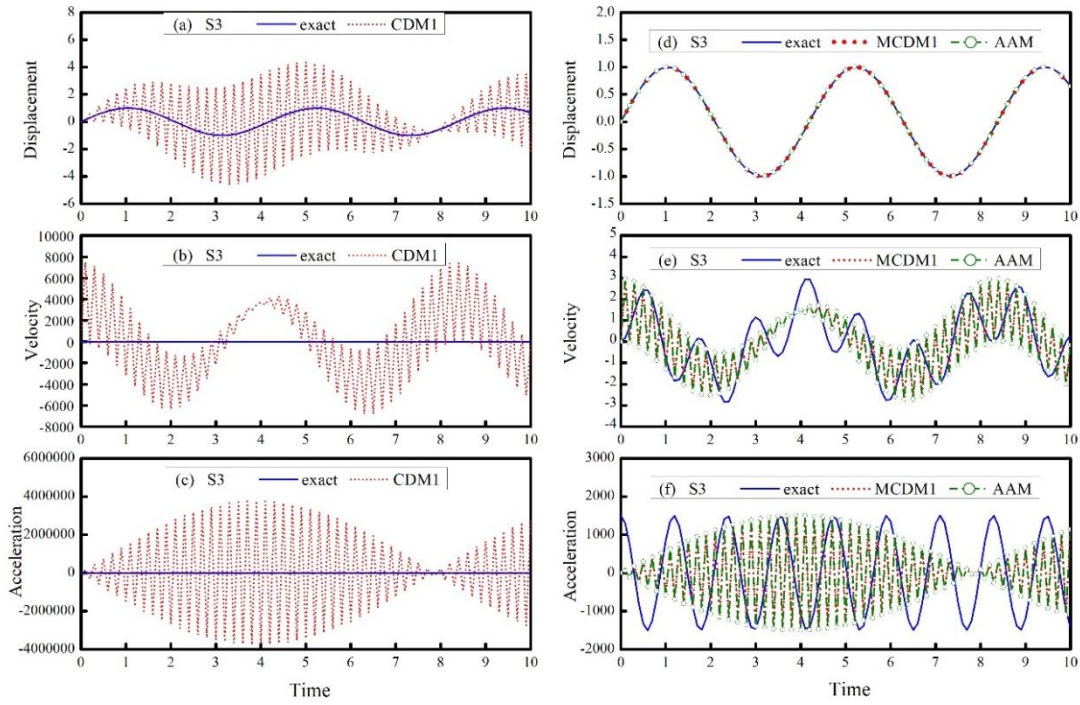 (a) S3 exact CDM1
8
4
2
0
-2
-4
-6
Displacement
0 1 2 3 4 5 6 7 8 9 10
(b) S3 exact CDM1
10000
8000
6000
4000
2000
0
-2000
-4000
-6000
-8000
Velocity
0 1 2 3 4 5 6 7 8 9 10
(c) S3 exact CDM1
6000000
4000000
2000000
0
-2000000
-4000000
Acceleration
0 1 2 3 4 5 6 7 8 9 10
Time
(d) S3 exact MCDM1 AAM
2.0
1.5
1.0
0.5
0.0
-0.5
-1.0
-1.5
Displacement
0 1 2 3 4 5 6 7 8 9 10
(e) S3 exact MCDM1 AAM
5
4
3
2
1
0
-1
-2
-3
-4
Velocity
0 1 2 3 4 5 6 7 8 9 10
(f) S3 exact MCDM1 AAM
3000
2000
1000
0
-1000
-2000
Acceleration
0 1 2 3 4 5 6 7 8 9 10
Time